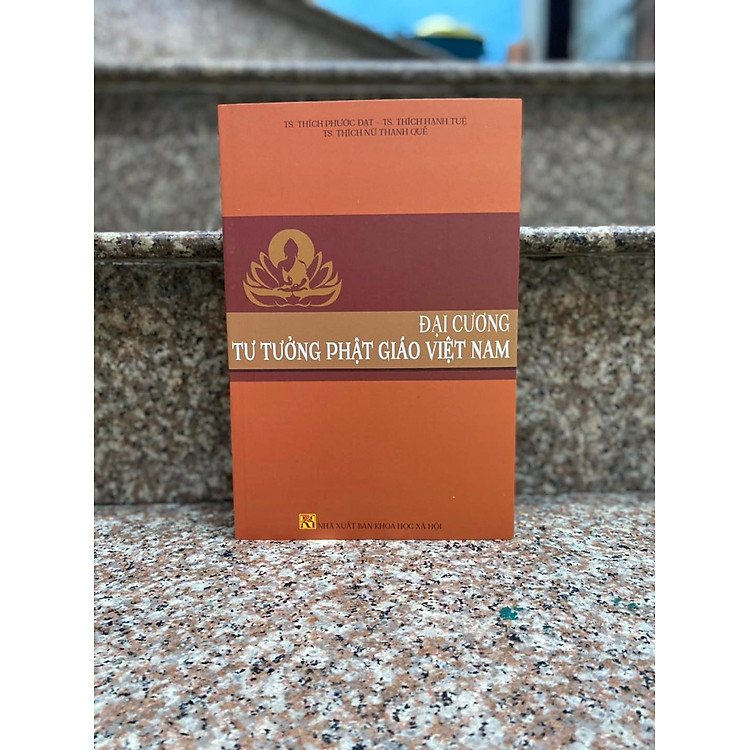 TS. THÍCH PHƯỚC ĐẠT - TS. THÍCH HẠNH TUỆ
TS. THÍCH NỮ THANH QUẾ
ĐẠI CƯƠNG
TƯ TƯỞNG PHẬT GIÁO VIỆT NAM
NHÀ XUẤT BẢN KHOA HỌC XÃ HỘI